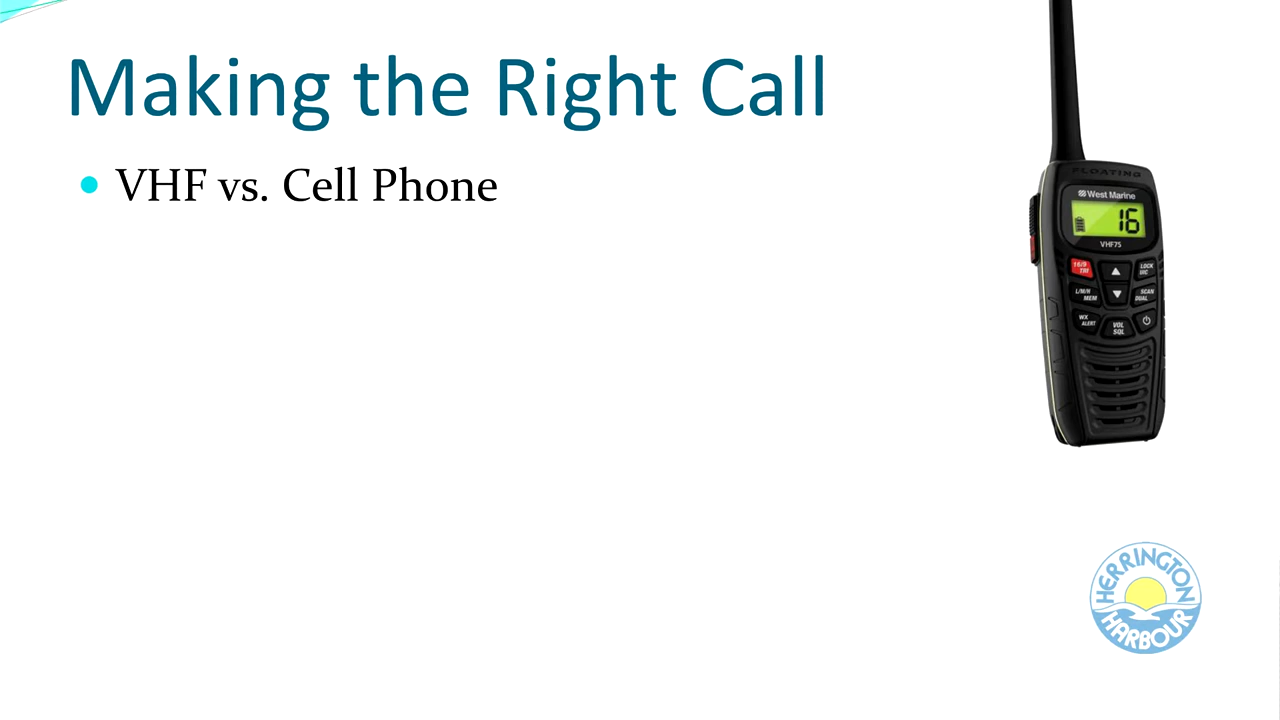 Making the Right Call
VHF vs. Cell Phone
FLOATING
West Marine
16
VHF75
16/9
TRI
LOCK
WC
L/M/H
MEM
SCAN
DUAL
WX
ALERT
VOL
SQL
HERRINGTON
HARBOUR